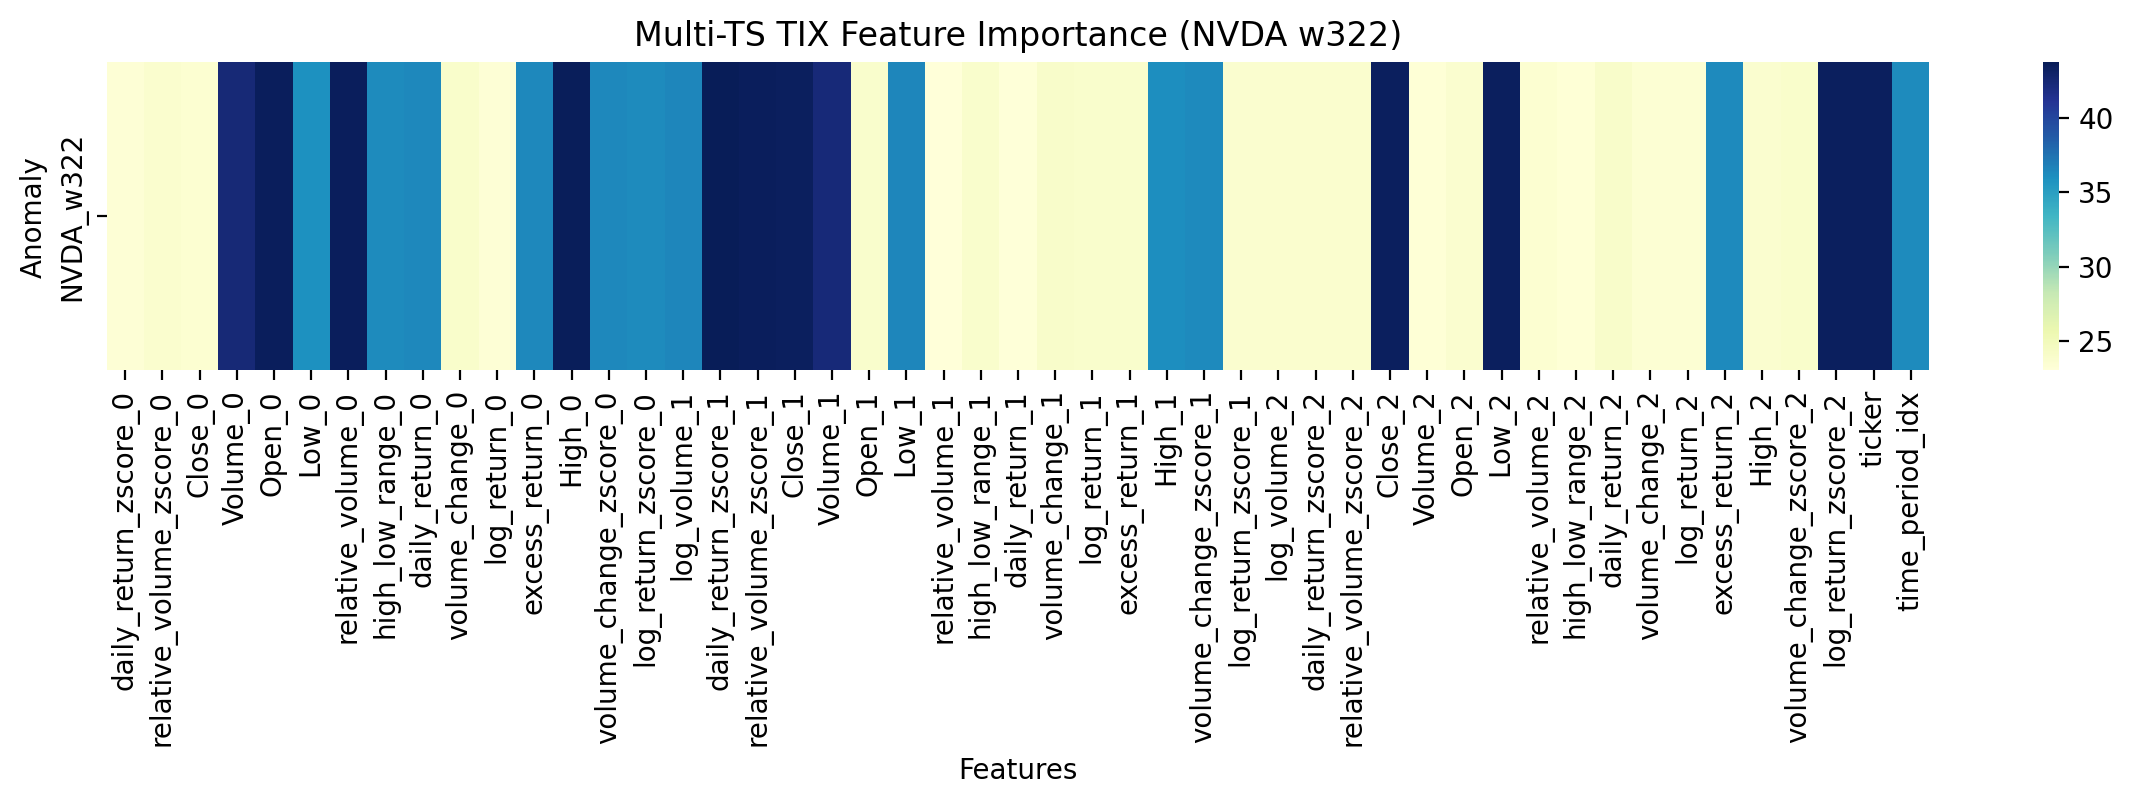 Multi-TS TIX Feature Importance (NVDA w322)
Anomaly
NVDA_w322
40
35
30
25
daily_return_zscore_0
relative_volume_zscore_0
Close_0
Volume_0
Open_0
Low_0
relative_volume_0
high_low_range_0
daily_return_0
volume_change_0
log_return_0
excess_return_0
High_0
volume_change_zscore_0
log_return_zscore_0
log_volume_1
daily_return_zscore_1
relative_volume_zscore_1
Close_1
Volume_1
Open_1
Low_1
relative_volume_1
high_low_range_1
daily_return_1
volume_change_1
log_return_1
excess_return_1
High_1
volume_change_zscore_1
log_return_zscore_1
log_volume_2
daily_return_zscore_2
relative_volume_zscore_2
Close_2
Volume_2
Open_2
Low_2
relative_volume_2
high_low_range_2
daily_return_2
volume_change_2
log_return_2
excess_return_2
High_2
volume_change_zscore_2
log_return_zscore_2
ticker
time_period_idx
Features